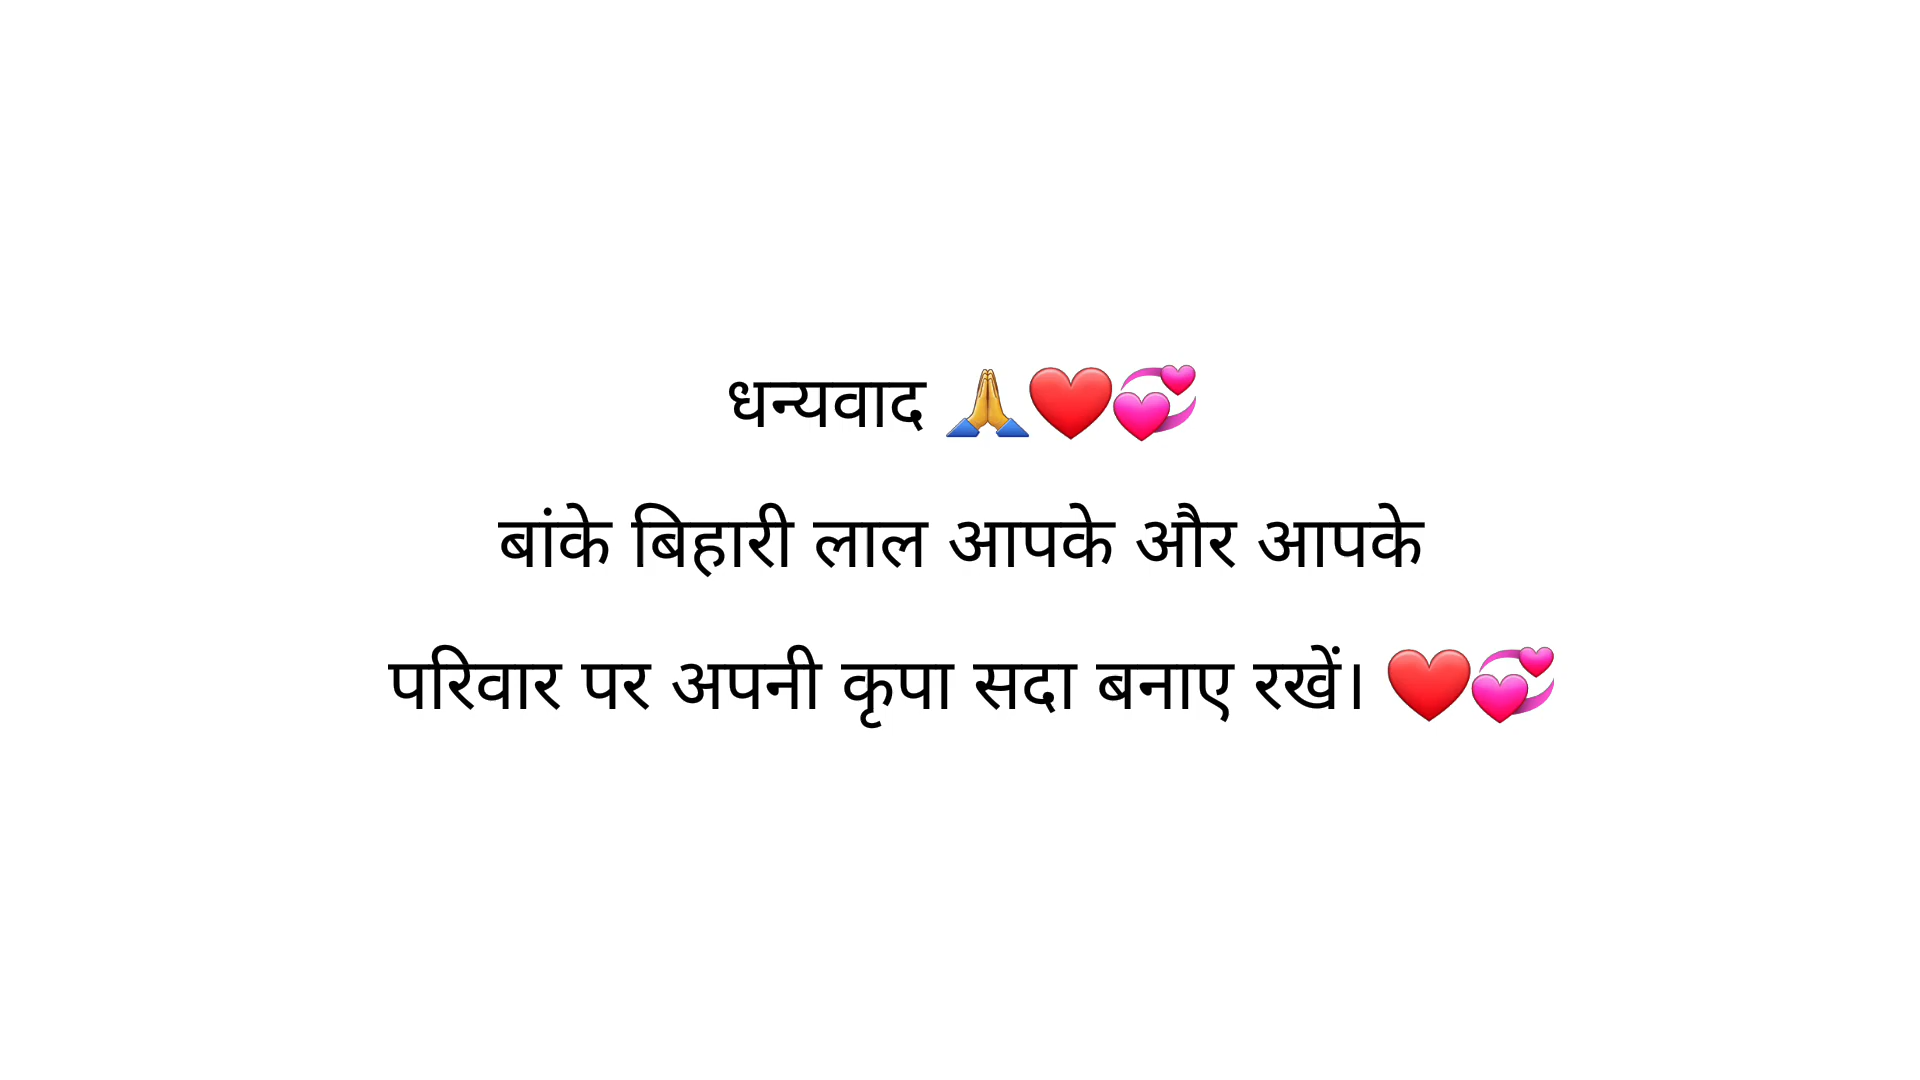 धन्यवाद 🙏❤️💞
बांके बिहारी लाल आपके और आपके
परिवार पर अपनी कृपा सदा बनाए रखें। ❤️💞